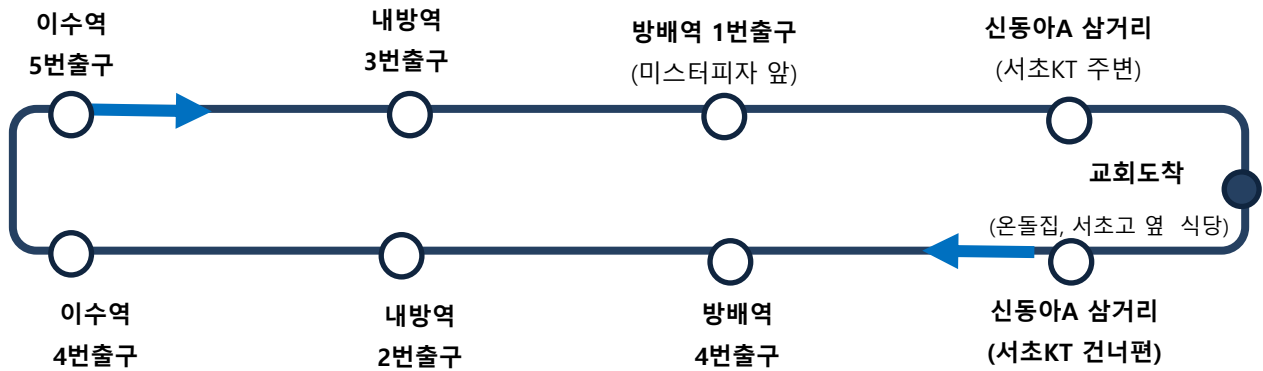 이수역
5번출구
내방역
3번출구
방배역 1번출구
(미스터피자 앞)
신동아A 삼거리
(서초KT 주변)
교회도착
(온돌집, 서초고 옆 식당)
이수역
4번출구
내방역
2번출구
방배역
4번출구
신동아A 삼거리
(서초KT 건너편)